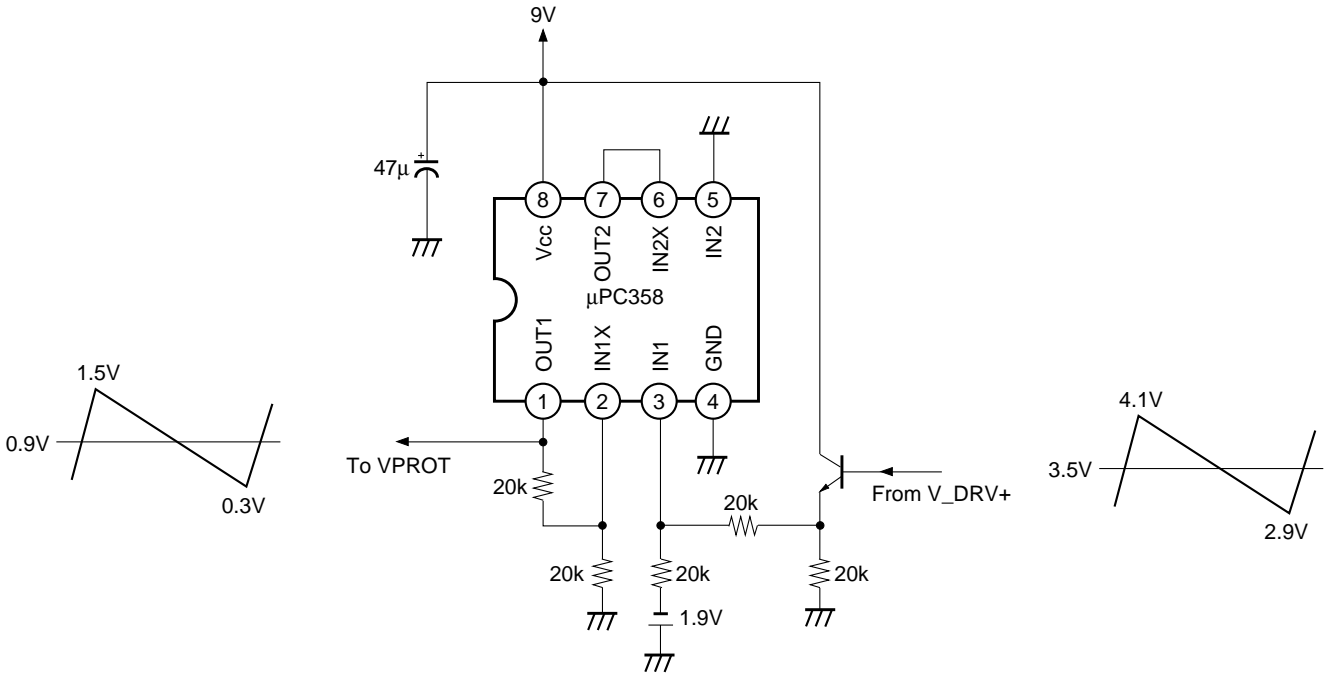 9V
+
47µ
8
7
6
5
Vcc
OUT2
IN2X
IN2
µPC358
OUT1
IN1X
IN1
GND
1
2
3
4
1.5V
0.9V
0.3V
To VPROT
20k
20k
20k
1.9V
20k
20k
From V_DRV+
4.1V
3.5V
2.9V